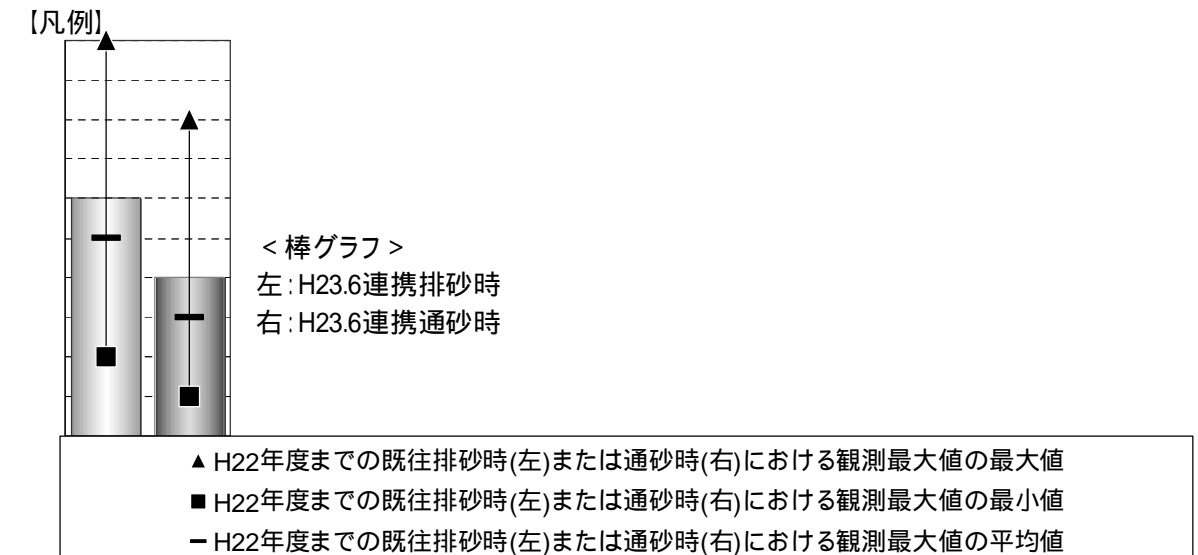 【凡例】
<棒グラフ>
左:H23.6連携排砂時
右:H23.6連携通砂時
▲ H22年度までの既往排砂時(左)または通砂時(右)における観測最大値の最大値
■ H22年度までの既往排砂時(左)または通砂時(右)における観測最大値の最小値
- H22年度までの既往排砂時(左)または通砂時(右)における観測最大値の平均値